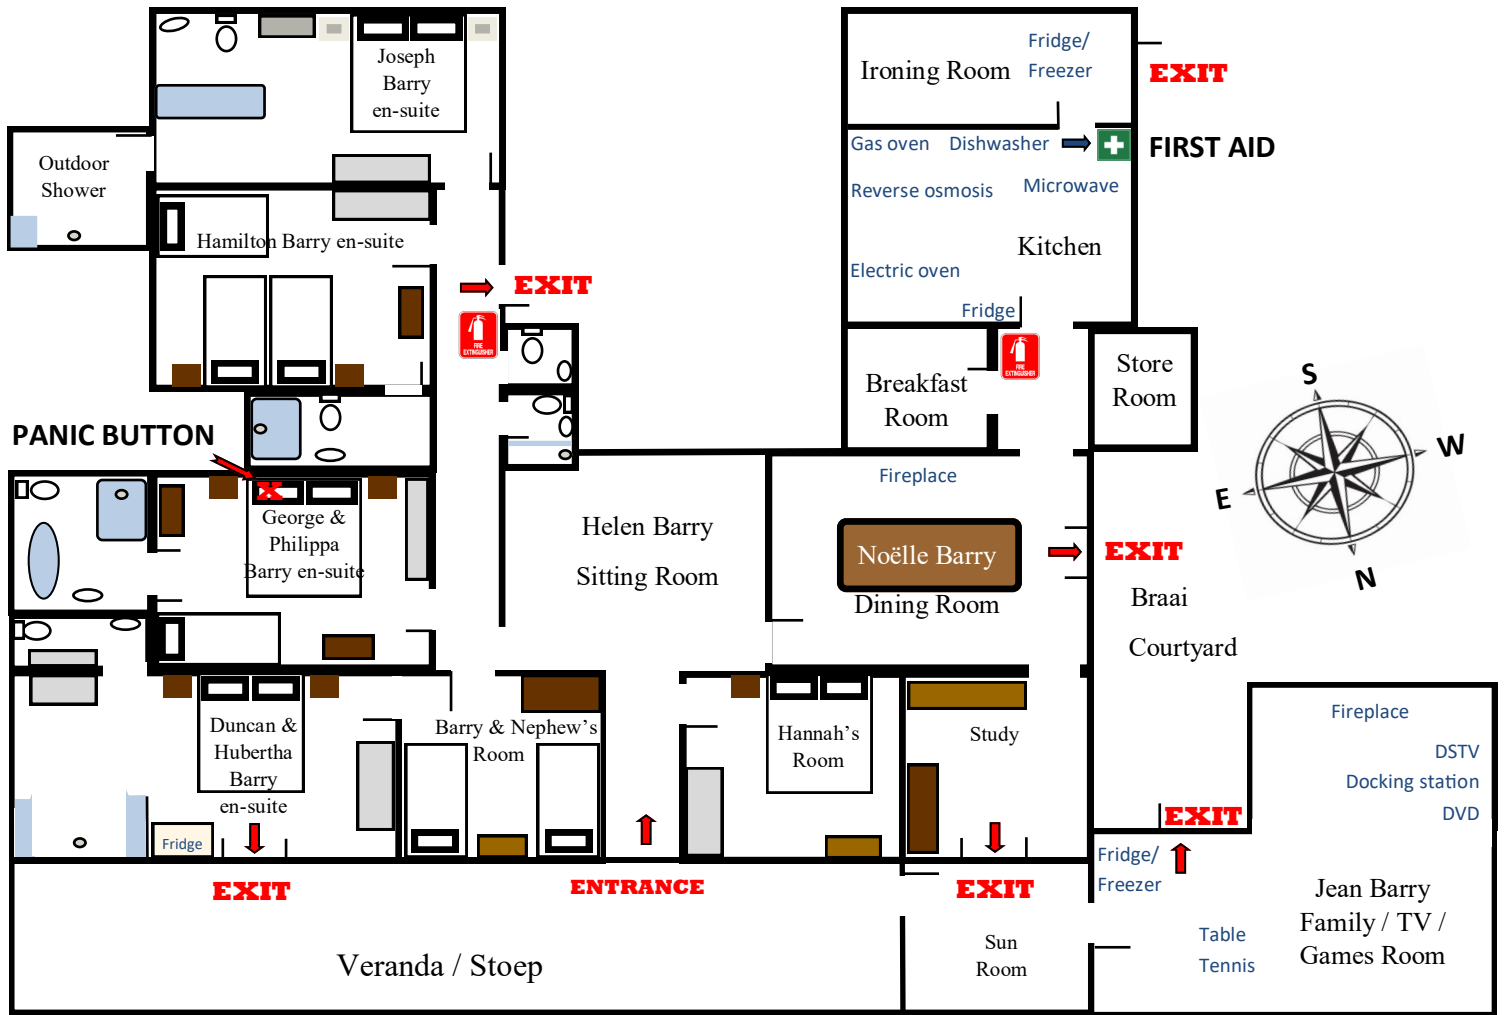 Joseph
Barry
en-suite
Ironing Room
Fridge/
Freezer
EXIT
Outdoor
Shower
Gas oven
Dishwasher
FIRST AID
Reverse osmosis
Microwave
Hamilton Barry en-suite
Kitchen
Electric oven
EXIT
Fridge
FIRE
EXTINGUISHER
FIRE
EXTINGUISHER
Breakfast
Room
Store
Room
S
W
E
N
PANIC BUTTON
X
George &
Philippa
Barry en-suite
Fireplace
Helen Barry
Sitting Room
Noëlle Barry
Dining Room
EXIT
Braai
Courtyard
Duncan &
Hubertha
Barry
en-suite
Barry & Nephew's
Room
Hannah's
Room
Study
Fireplace
DSTV
Docking station
DVD
EXIT
Fridge
EXIT
ENTRANCE
EXIT
Fridge/
Freezer
Jean Barry
Family / TV /
Games Room
Table
Tennis
Sun
Room
Veranda / Stoep